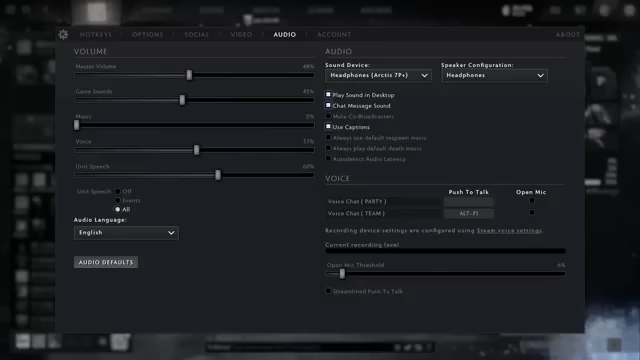 HOTKEYS OPTIONS SOCIAL VIDEO AUDIO ACCOUNT ABOUT
VOLUME
Master Volume 48%
Game Sounds 45%
Music 0%
Voice 51%
Unit Speech 60%
Unit Speech: Off
Events
All
Audio Language:
English
AUDIO DEFAULTS
AUDIO
Sound Device: Speaker Configuration:
Headphones (Arctis 7P+) Headphones
Play Sound in Desktop
Chat Message Sound
Mute Co-Broadcasters
Use Captions
Always use default respawn music
Always play default death music
Autodetect Audio Latency
VOICE
Push To Talk Open Mic
Voice Chat ( PARTY )
Voice Chat ( TEAM ) ALT-F1
Recording device settings are configured using Steam voice settings.
Current recording level
Open Mic Threshold 6%
Streamlined Push To Talk